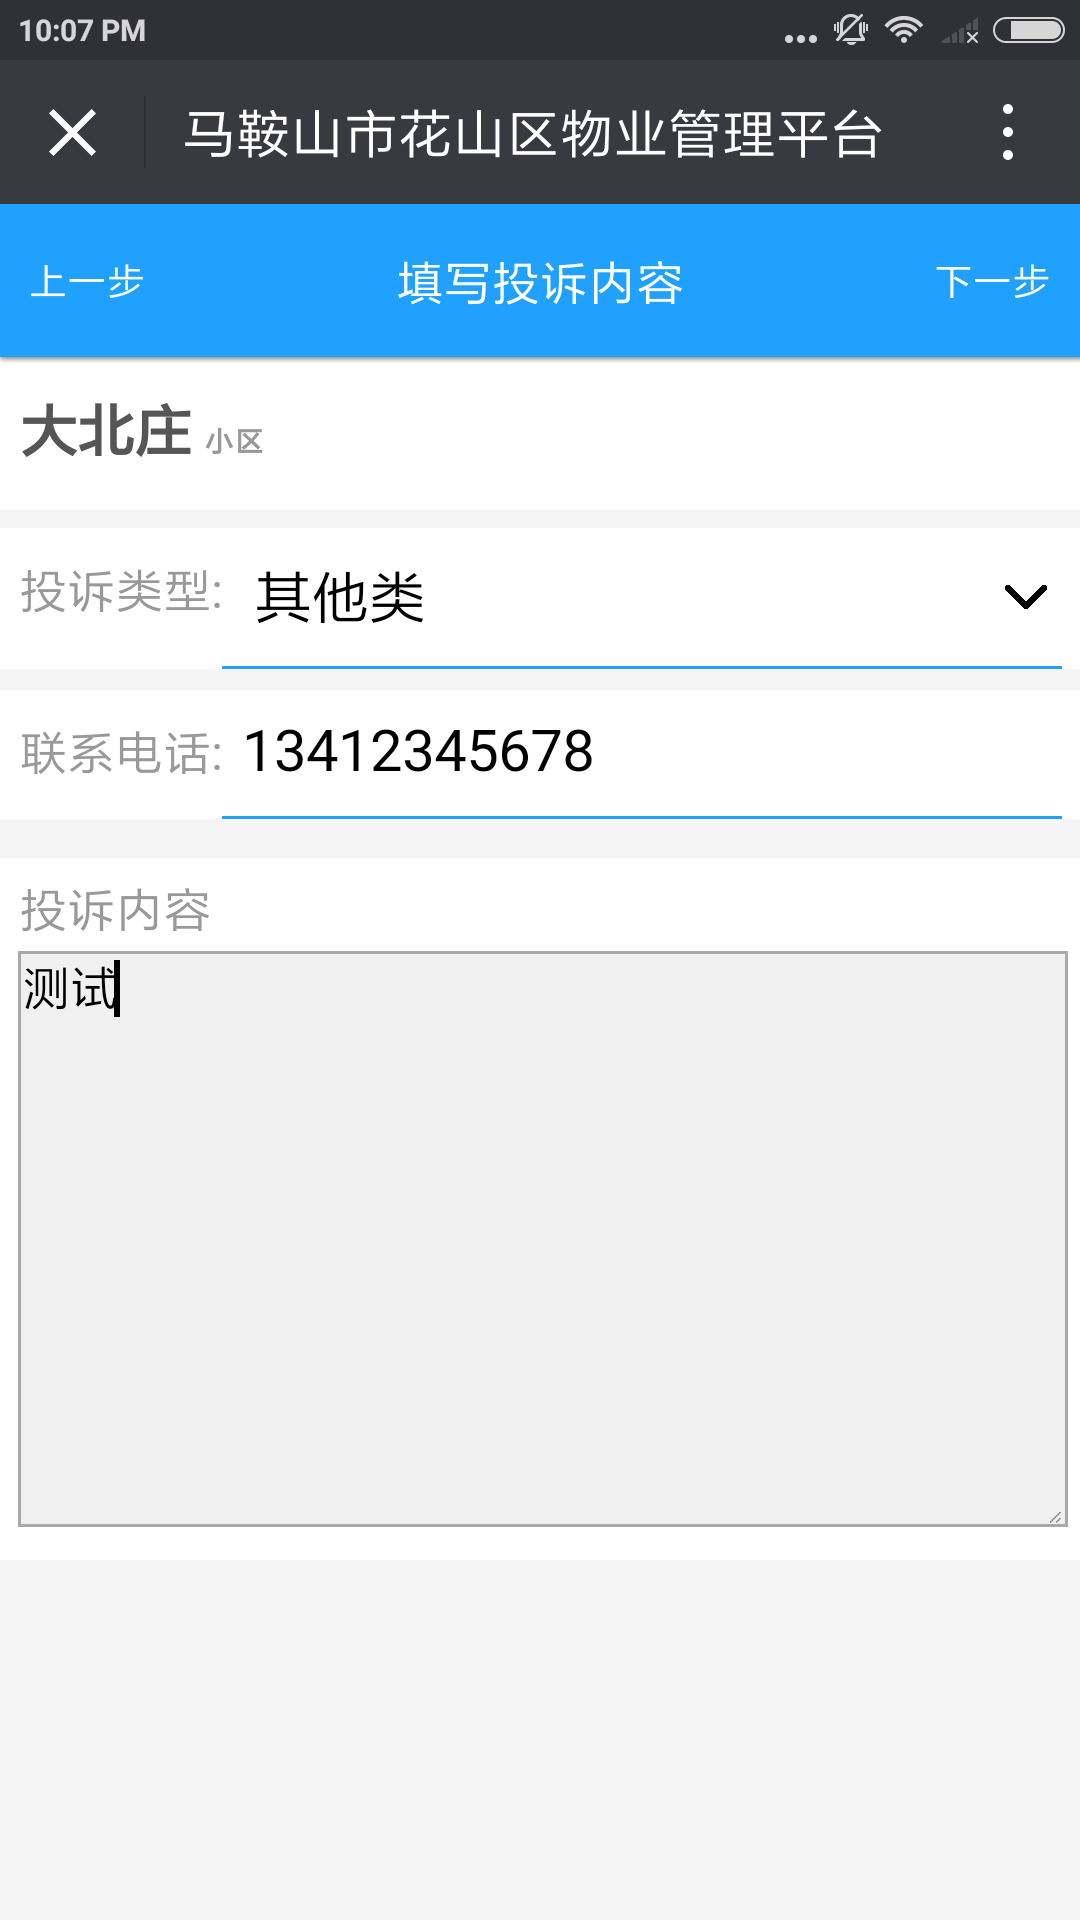 10:07 PM
马鞍山市花山区物业管理平台
上一步 填写投诉内容 下一步
大北庄 小区
投诉类型: 其他类
联系电话: 13412345678
投诉内容
测试